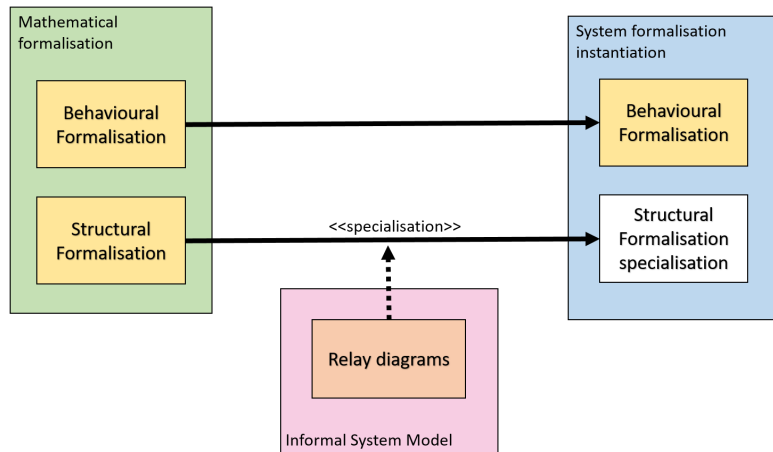 Mathematical
formalisation
Behavioural
Formalisation
Structural
Formalisation
<<specialisation>>
System formalisation
instantiation
Behavioural
Formalisation
Structural
Formalisation
specialisation
Relay diagrams
Informal System Model